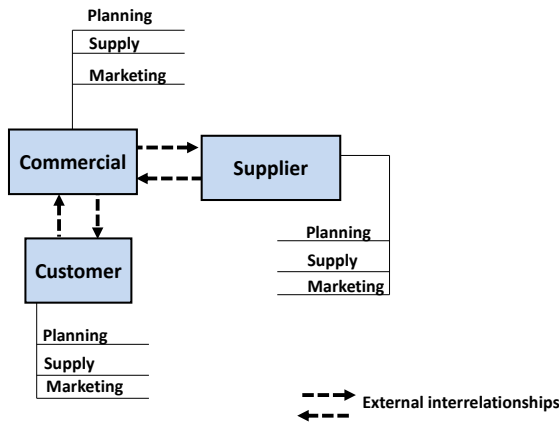 Planning
Supply
Marketing
Commercial
Supplier
Customer
Planning
Supply
Marketing
Planning
Supply
Marketing
External interrelationships